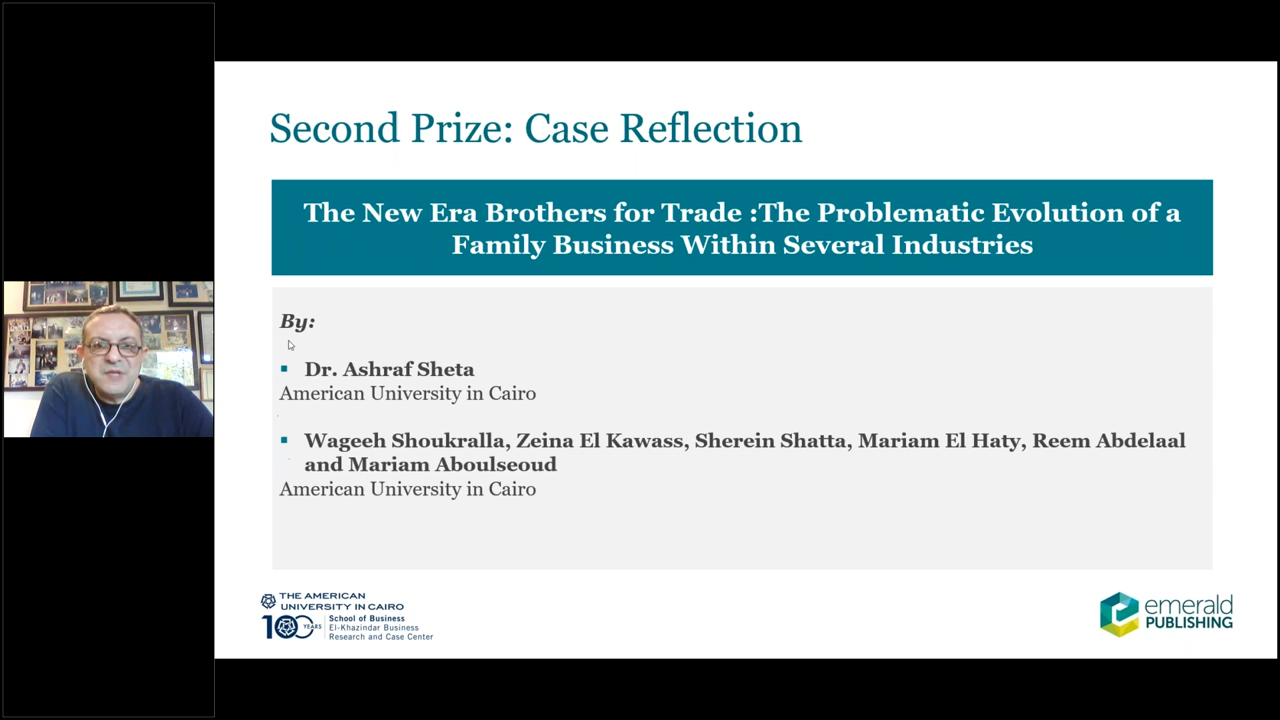 Second Prize: Case Reflection
The New Era Brothers for Trade :The Problematic Evolution of a
Family Business Within Several Industries
By:
Dr. Ashraf Sheta
American University in Cairo
Wageeh Shoukralla, Zeina El Kawass, Sherein Shatta, Mariam El Haty, Reem Abdelaal
and Mariam Aboulseoud
American University in Cairo
THE AMERICAN
UNIVERSITY IN CAIRO
100 YEARS
School of Business
El-Khazindar Business
Research and Case Center
emerald
PUBLISHING